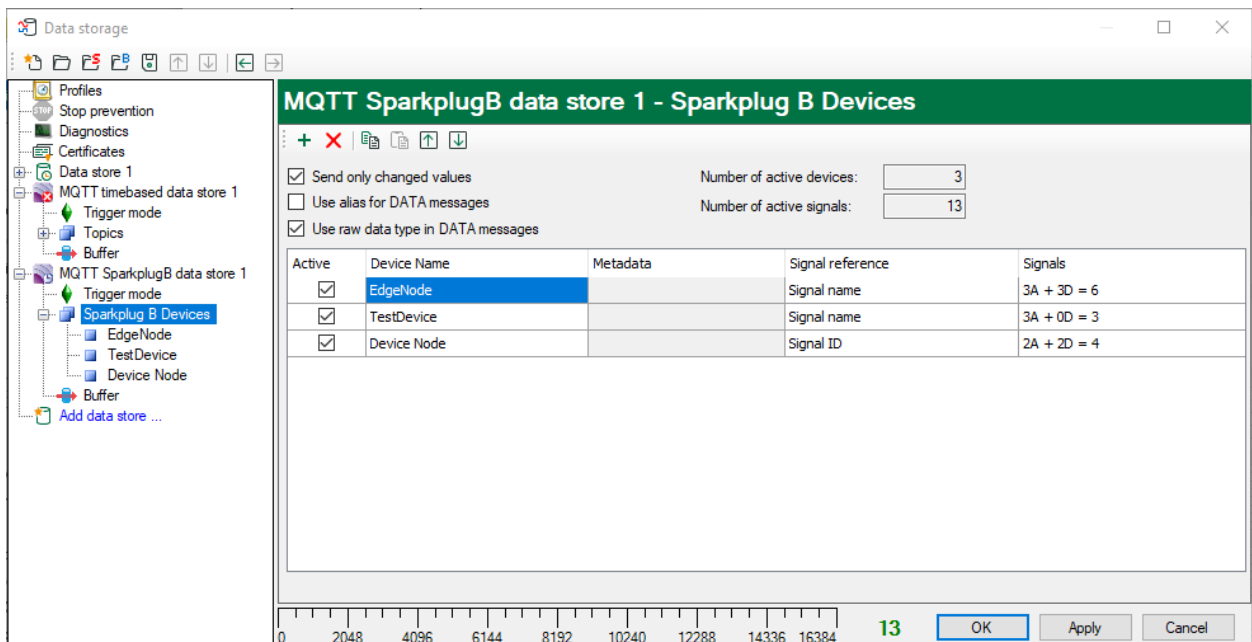 Data storage
Profiles
Stop prevention
Diagnostics
Certificates
Data store 1
MQTT timebased data store 1
Trigger mode
Topics
Buffer
MQTT SparkplugB data store 1
Trigger mode
Sparkplug B Devices
EdgeNode
TestDevice
Device Node
Buffer
Add data store ...
MQTT SparkplugB data store 1 - Sparkplug B Devices
Send only changed values
Number of active devices: 3
Use alias for DATA messages
Number of active signals: 13
Use raw data type in DATA messages
Active Device Name Metadata Signal reference Signals
EdgeNode Signal name 3A + 3D = 6
TestDevice Signal name 3A + 0D = 3
Device Node Signal ID 2A + 2D = 4
0 2048 4096 6144 8192 10240 12288 14336 16384
13 OK Apply Cancel